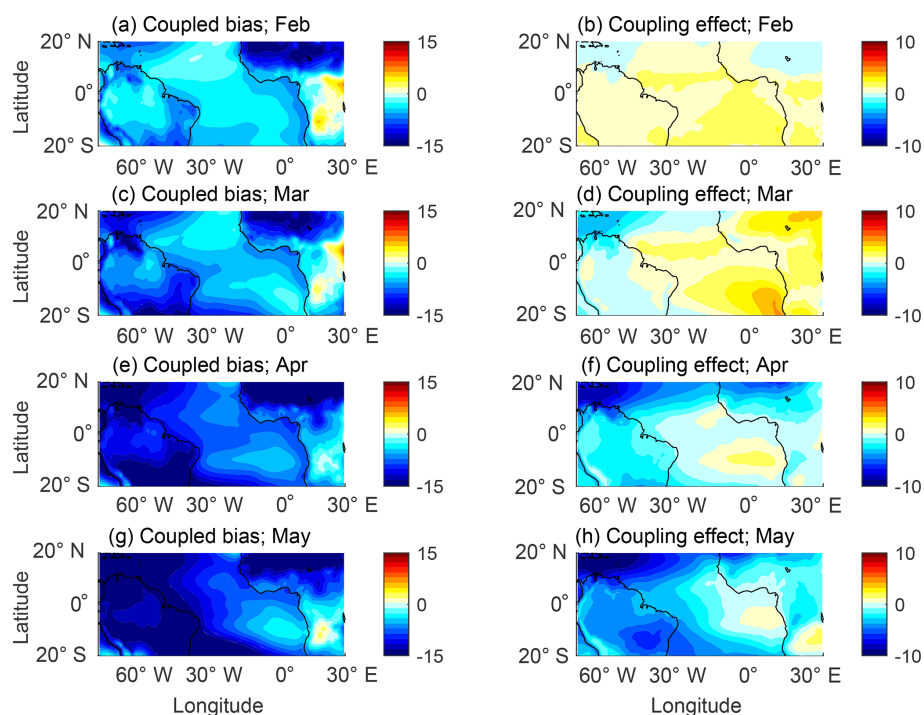 (a) Coupled bias; Feb
(b) Coupling effect; Feb
20° N
0°
20° S
Latitude
60° W 30° W 0° 30° E
15
0
-15
60° W 30° W 0° 30° E
10
0
-10
(c) Coupled bias; Mar
(d) Coupling effect; Mar
20° N
0°
20° S
Latitude
60° W 30° W 0° 30° E
15
0
-15
20° N
0°
20° S
Latitude
60° W 30° W 0° 30° E
10
0
-10
(e) Coupled bias; Apr
(f) Coupling effect; Apr
20° N
0°
20° S
Latitude
60° W 30° W 0° 30° E
15
0
-15
20° N
0°
20° S
Latitude
60° W 30° W 0° 30° E
10
0
-10
(g) Coupled bias; May
(h) Coupling effect; May
20° N
0°
20° S
Latitude
60° W 30° W 0° 30° E
Longitude
15
0
-15
20° N
0°
20° S
60° W 30° W 0° 30° E
Longitude
10
0
-10